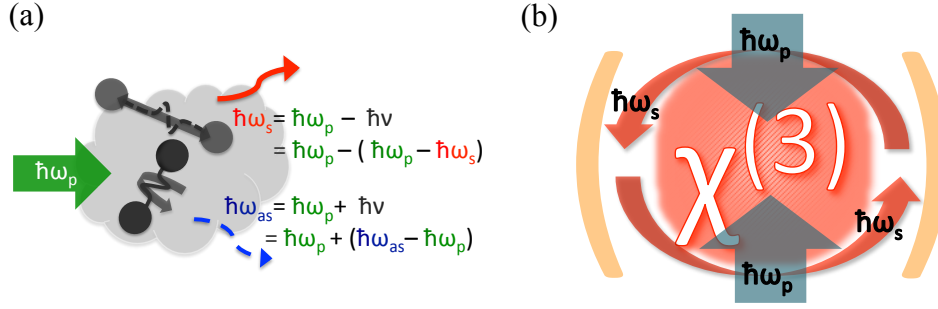 (a)
ħωₚ
ħωₛ = ħωₚ − ħν
= ħωₚ − ( ħωₚ − ħωₛ)
ħωₐₛ = ħωₚ + ħν
= ħωₚ + (ħωₐₛ − ħωₚ)
(b)
ħωₚ
ħωₛ
χ⁽³⁾
ħωₛ
ħωₚ